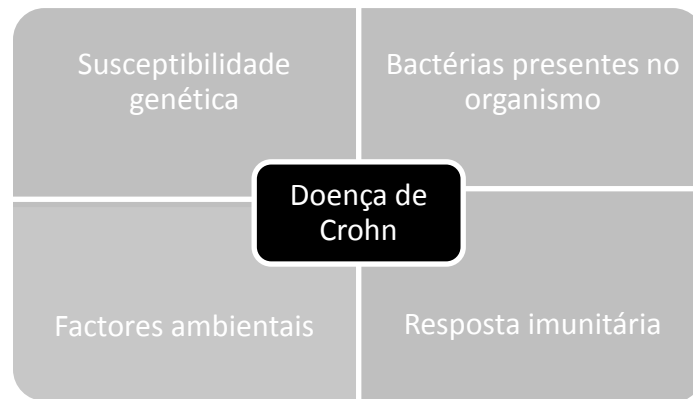 Susceptibilidade
genética
Bactérias presentes no
organismo
Doença de
Crohn
Factores ambientais
Resposta imunitária